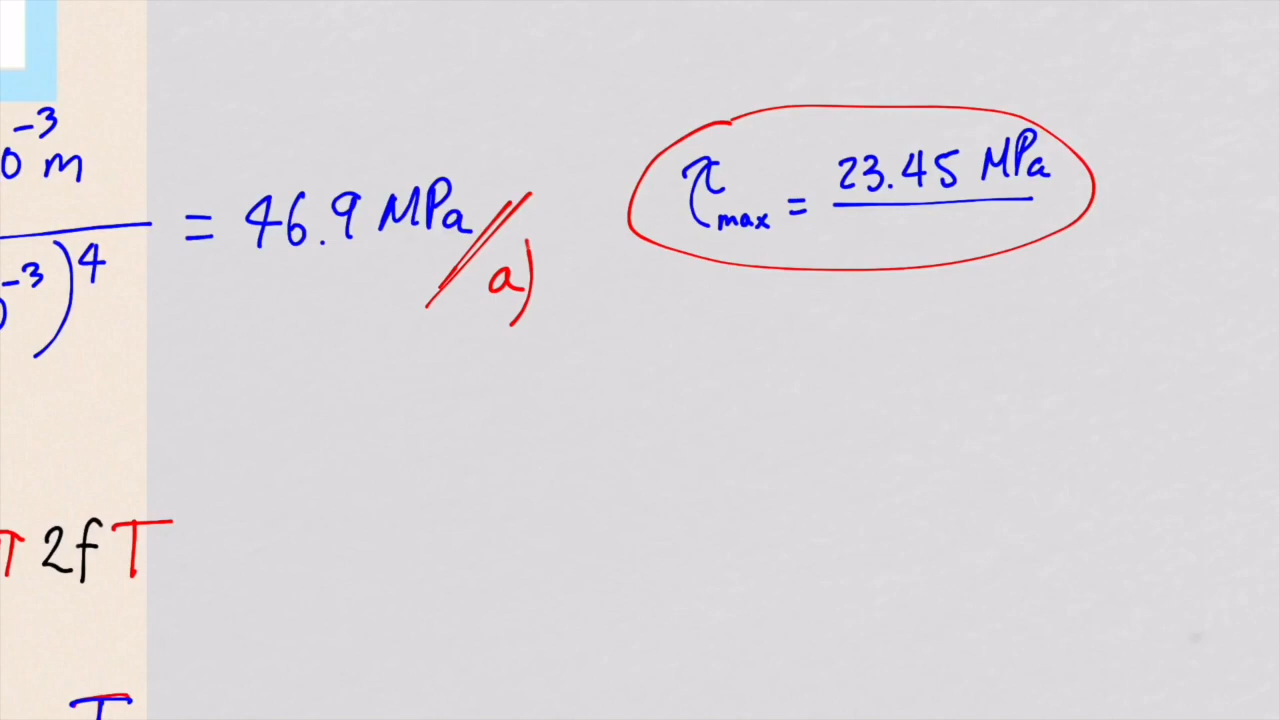 0⁻³ m
= 46.9 MPa
τmax = 23.45 MPa
⁻³)⁴
a)
π 2f T
T